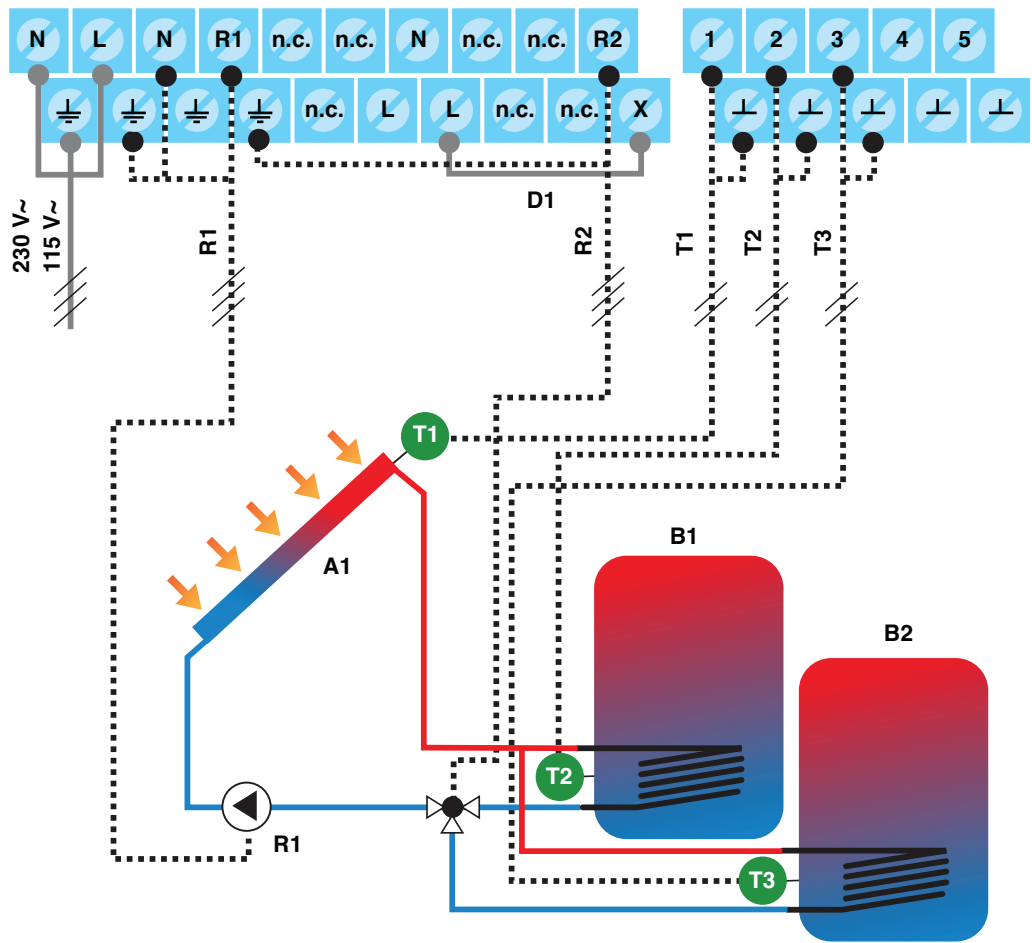 N L N R1 n.c. n.c. N n.c. n.c. R2 1 2 3 4 5
n.c. L L n.c. n.c. X
D1
230 V~
115 V~
R1
R2
T1
T2
T3
T1
A1
B1
B2
T2
R1
T3